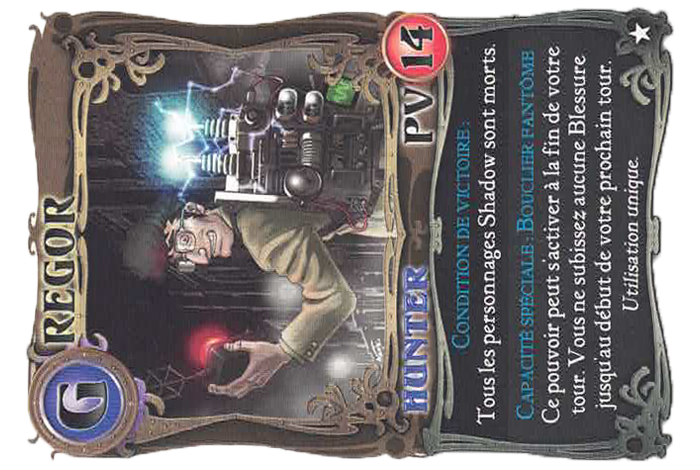 G
REGOR
HUNTER
PV 14
CONDITION DE VICTOIRE :
Tous les personnages Shadow sont morts.
CAPACITÉ SPÉCIALE : BOUCLIER FANTÔME
Ce pouvoir peut s'activer à la fin de votre
tour. Vous ne subissez aucune Blessure
jusqu'au début de votre prochain tour.
Utilisation unique.